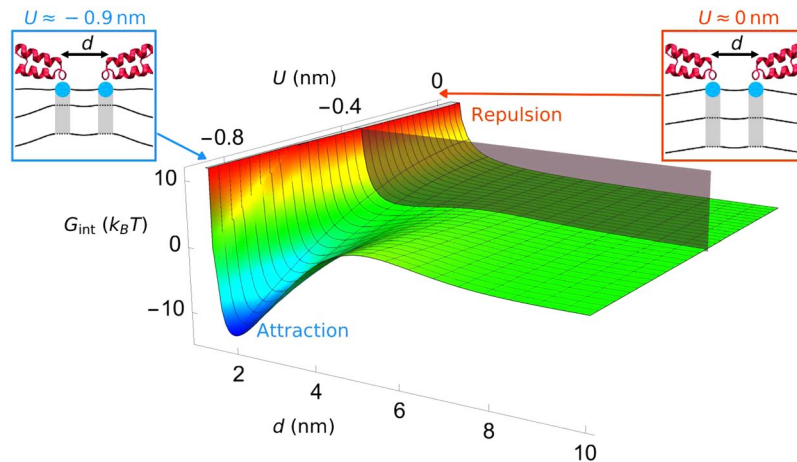 U ≈ − 0.9 nm
U ≈ 0 nm
d
d
U (nm)
0
−0.4
−0.8
Repulsion
10
G_int (k_BT)
0
−10
Attraction
2
4
6
8
10
d (nm)